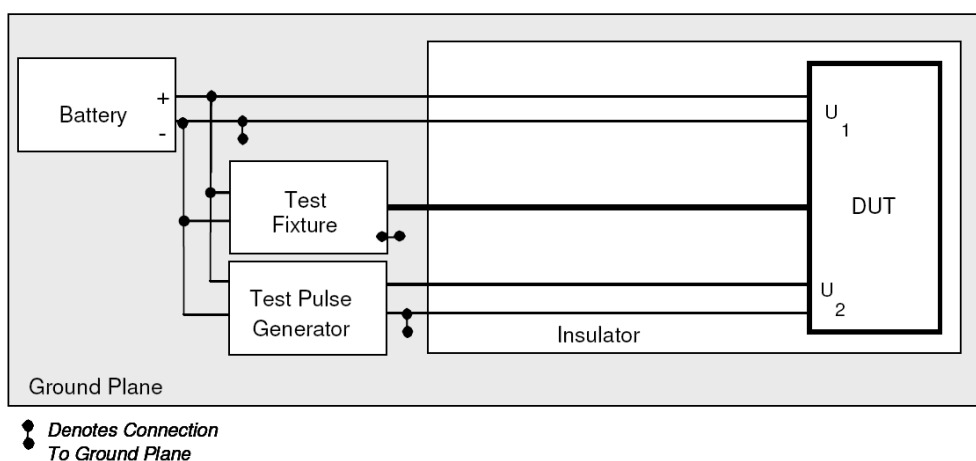 Battery
+
-
U
1
Test
Fixture
DUT
Test Pulse
Generator
U
2
Insulator
Ground Plane
Denotes Connection
To Ground Plane